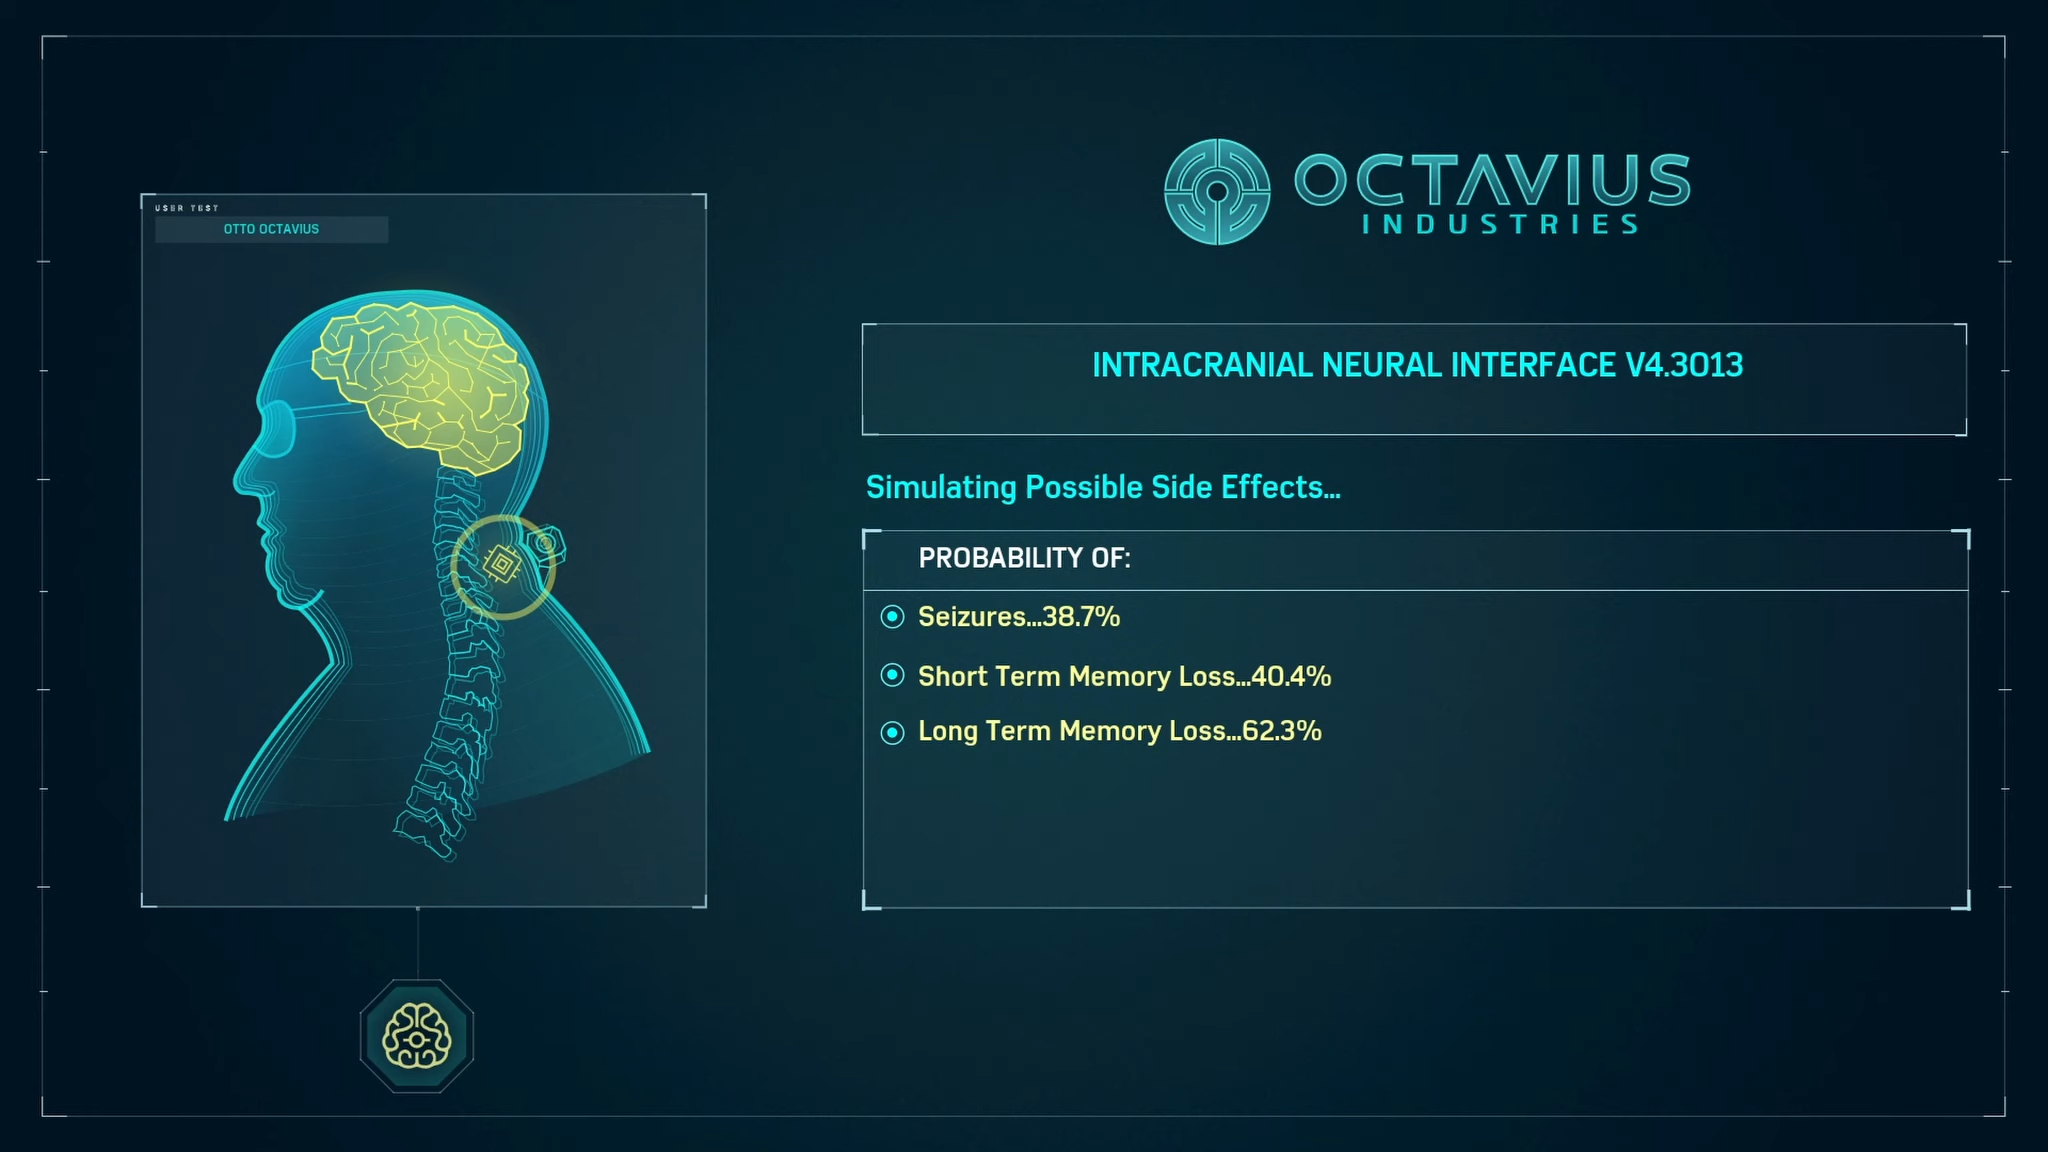 USER TEST
OTTO OCTAVIUS
OCTAVIUS
INDUSTRIES
INTRACRANIAL NEURAL INTERFACE V4.3013
Simulating Possible Side Effects...
PROBABILITY OF:
Seizures...38.7%
Short Term Memory Loss...40.4%
Long Term Memory Loss...62.3%